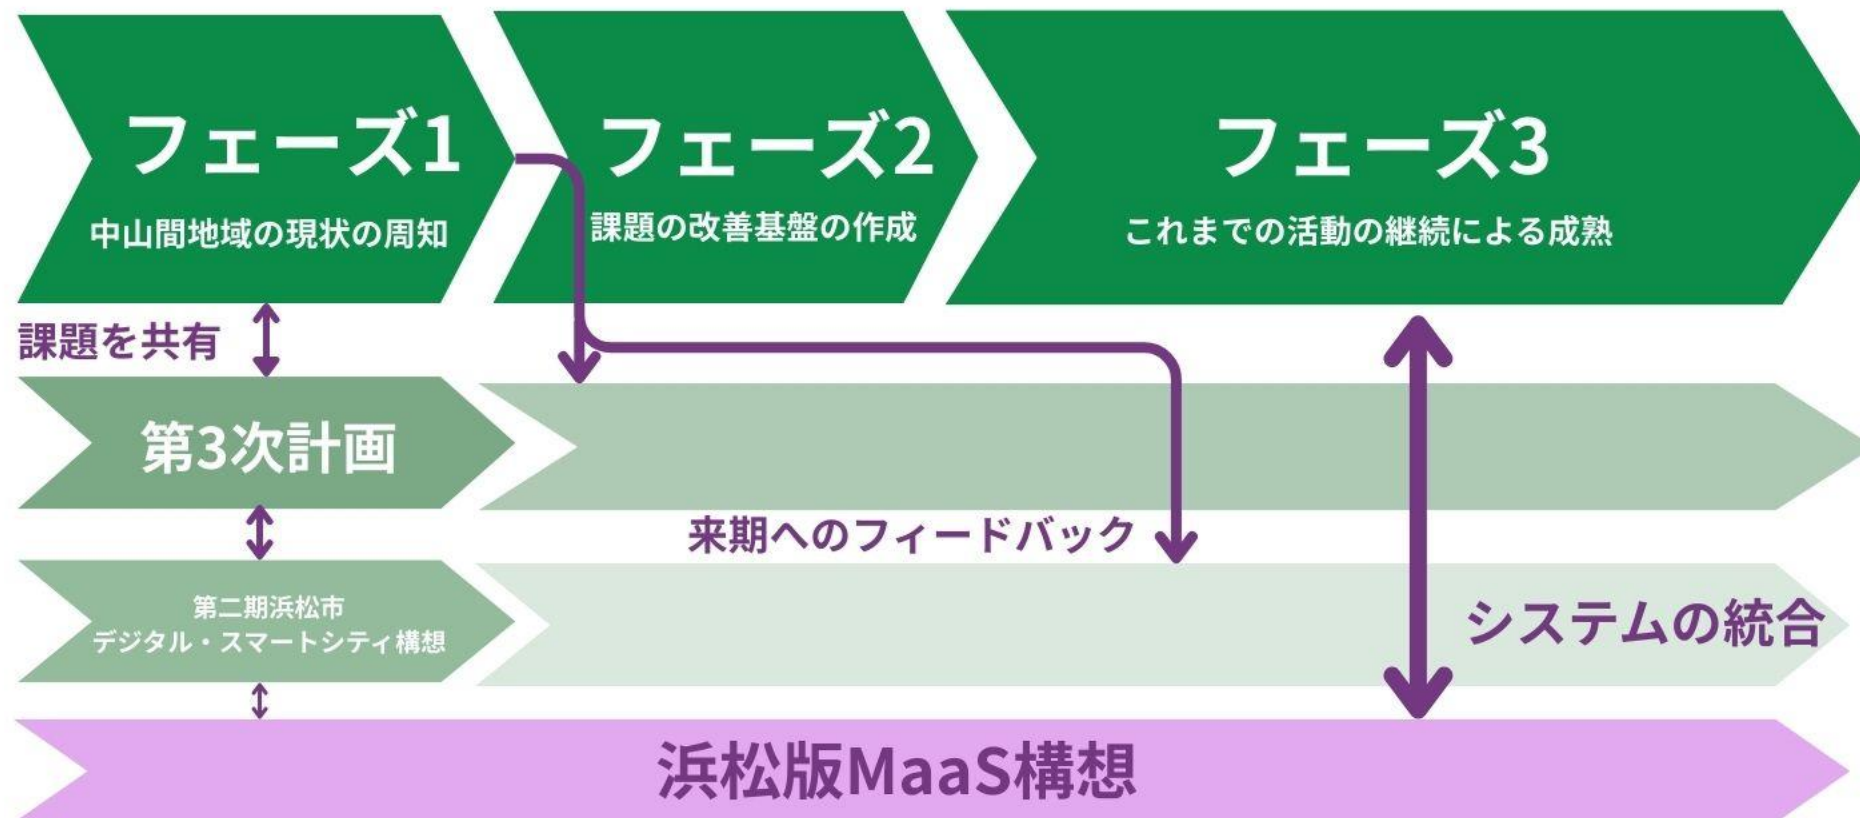 フェーズ1
中山間地域の現状の周知
フェーズ2
課題の改善基盤の作成
フェーズ3
これまでの活動の継続による成熟
課題を共有
第3次計画
来期へのフィードバック
第二期浜松市
デジタル・スマートシティ構想
システムの統合
浜松版MaaS構想